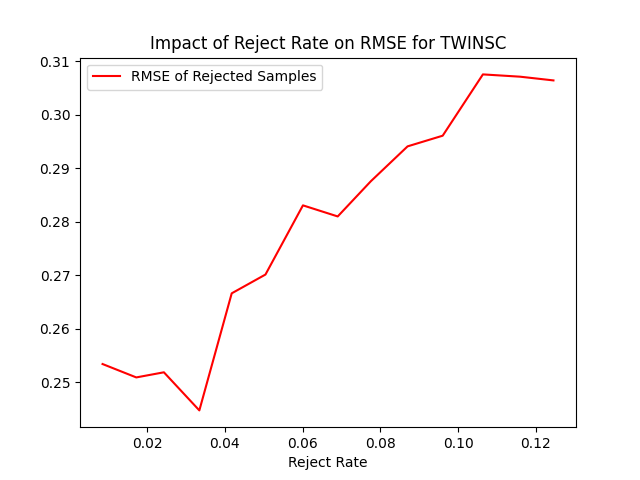 Impact of Reject Rate on RMSE for TWINSC
RMSE of Rejected Samples
0.31
0.30
0.29
0.28
0.27
0.26
0.25
0.02 0.04 0.06 0.08 0.10 0.12
Reject Rate